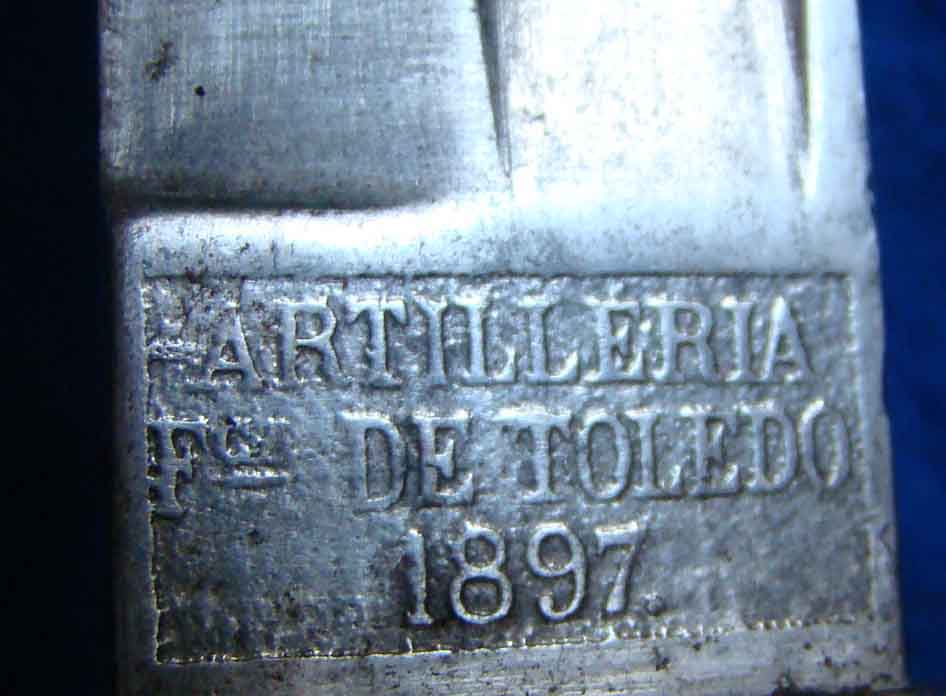 ARTILLERIA
Fca DE TOLEDO
1897